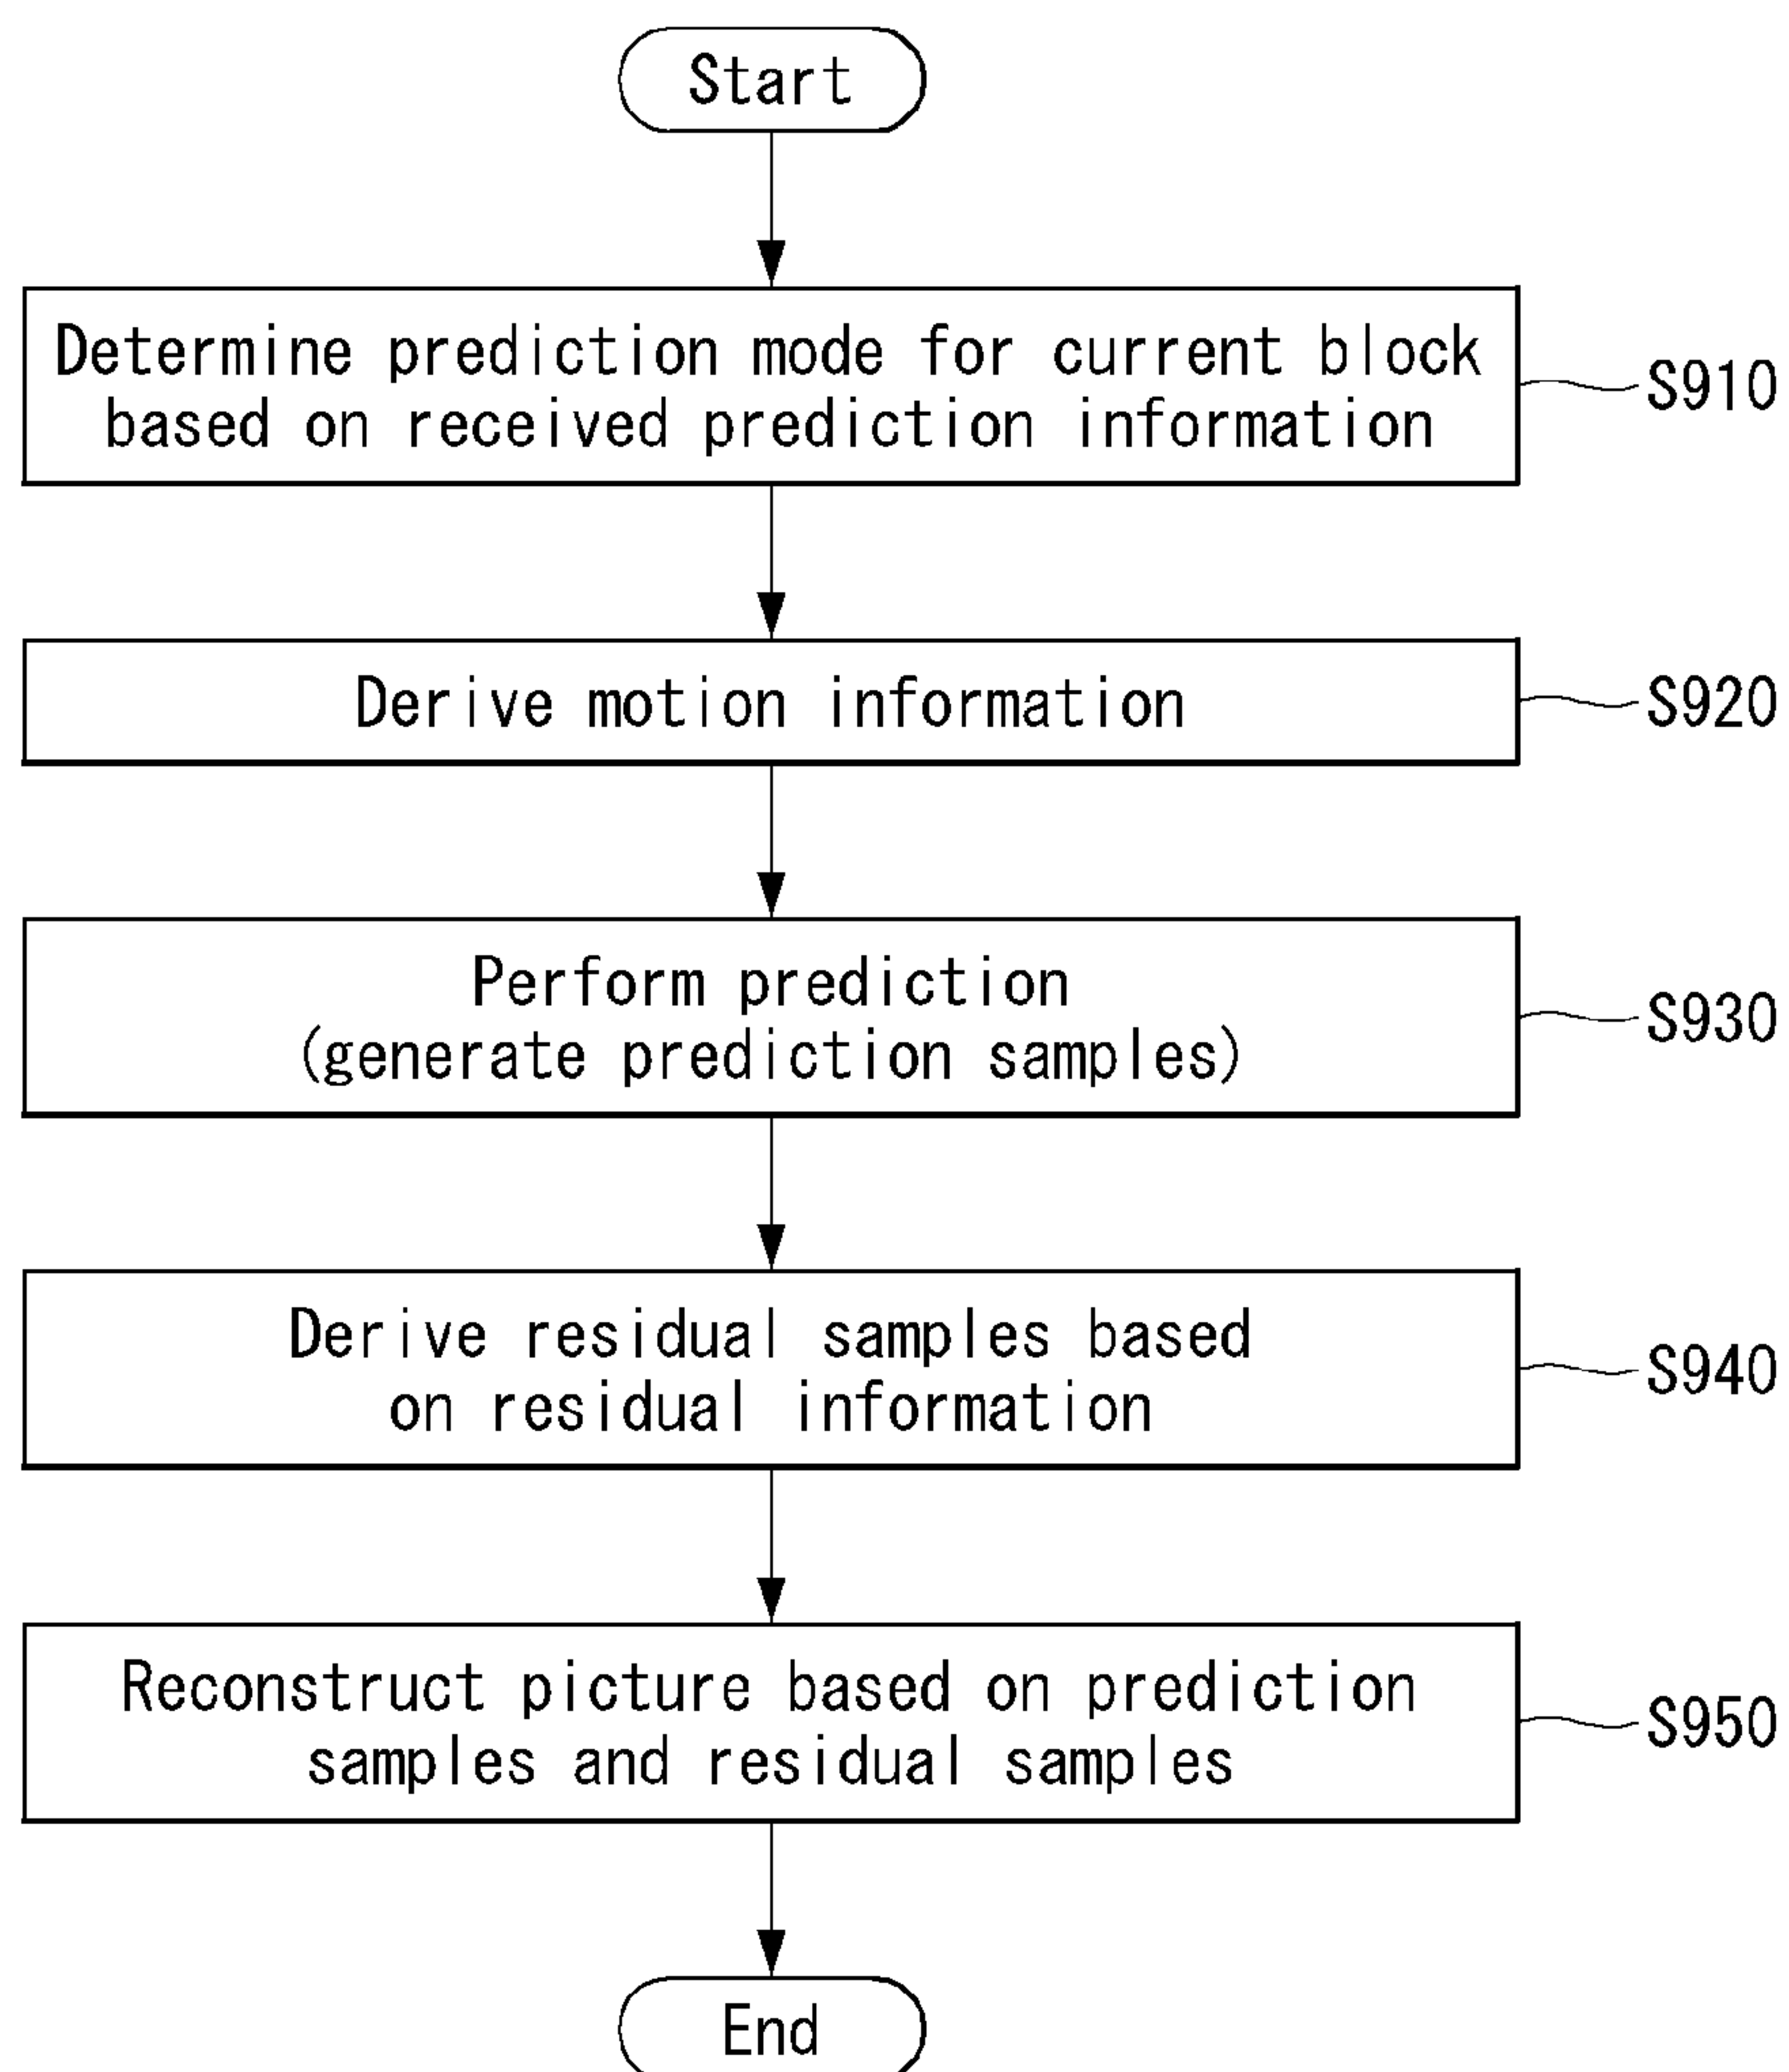 Start
Determine prediction mode for current block
based on received prediction information
S910
Derive motion information
S920
Perform prediction
(generate prediction samples)
S930
Derive residual samples based
on residual information
S940
Reconstruct picture based on prediction
samples and residual samples
S950
End